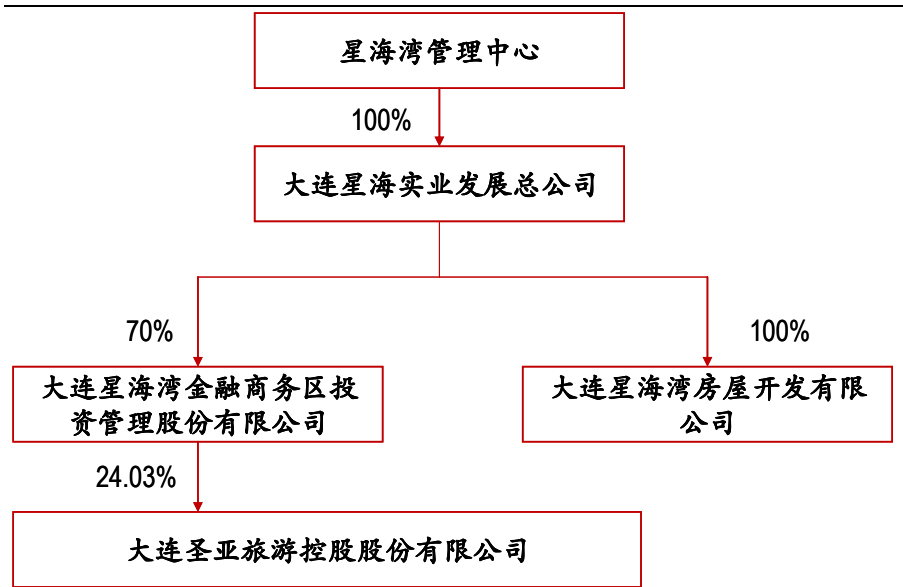 星海湾管理中心
100%
大连星海实业发展总公司
70%
100%
大连星海湾金融商务区投
资管理股份有限公司
大连星海湾房屋开发有限
公司
24.03%
大连圣亚旅游控股股份有限公司